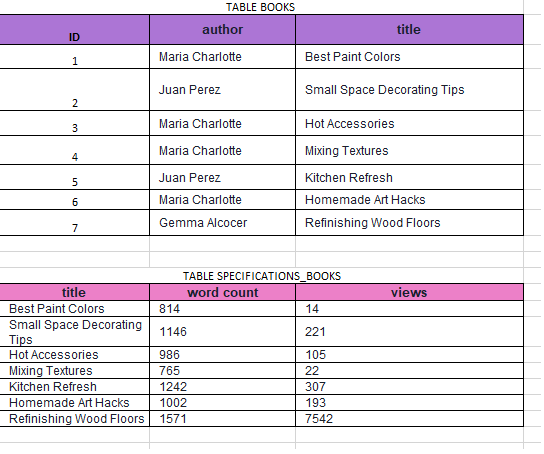 TABLE BOOKS
ID author title
1 Maria Charlotte Best Paint Colors
2 Juan Perez Small Space Decorating Tips
3 Maria Charlotte Hot Accessories
4 Maria Charlotte Mixing Textures
5 Juan Perez Kitchen Refresh
6 Maria Charlotte Homemade Art Hacks
7 Gemma Alcocer Refinishing Wood Floors
TABLE SPECIFICATIONS_BOOKS
title word count views
Best Paint Colors 814 14
Small Space Decorating
Tips 1146 221
Hot Accessories 986 105
Mixing Textures 765 22
Kitchen Refresh 1242 307
Homemade Art Hacks 1002 193
Refinishing Wood Floors 1571 7542